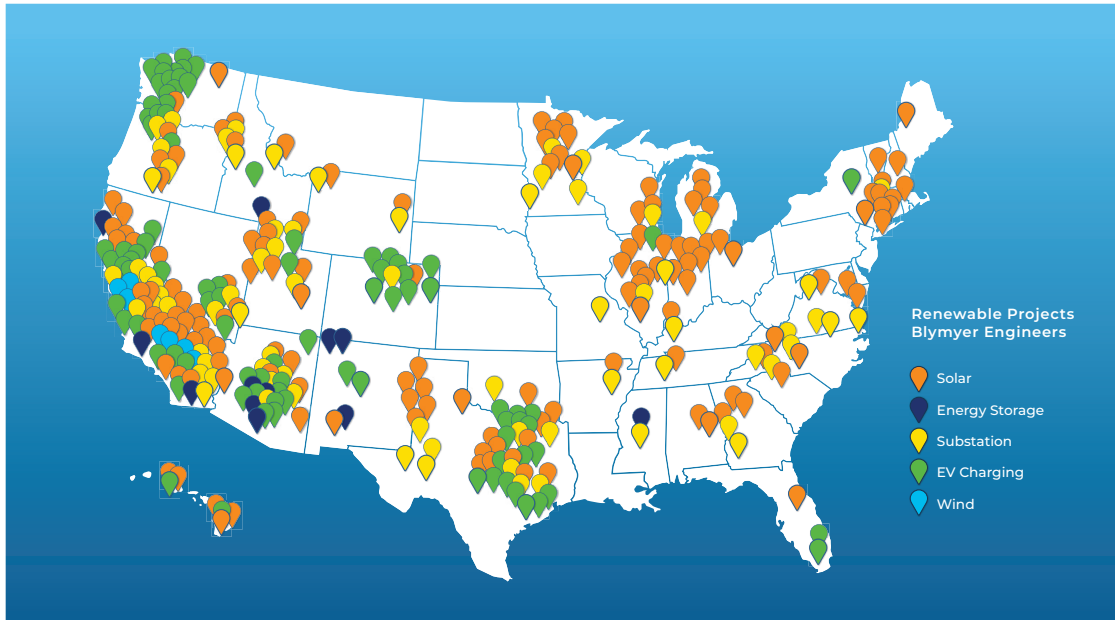 Renewable Projects
Blymyer Engineers
Solar
Energy Storage
Substation
EV Charging
Wind